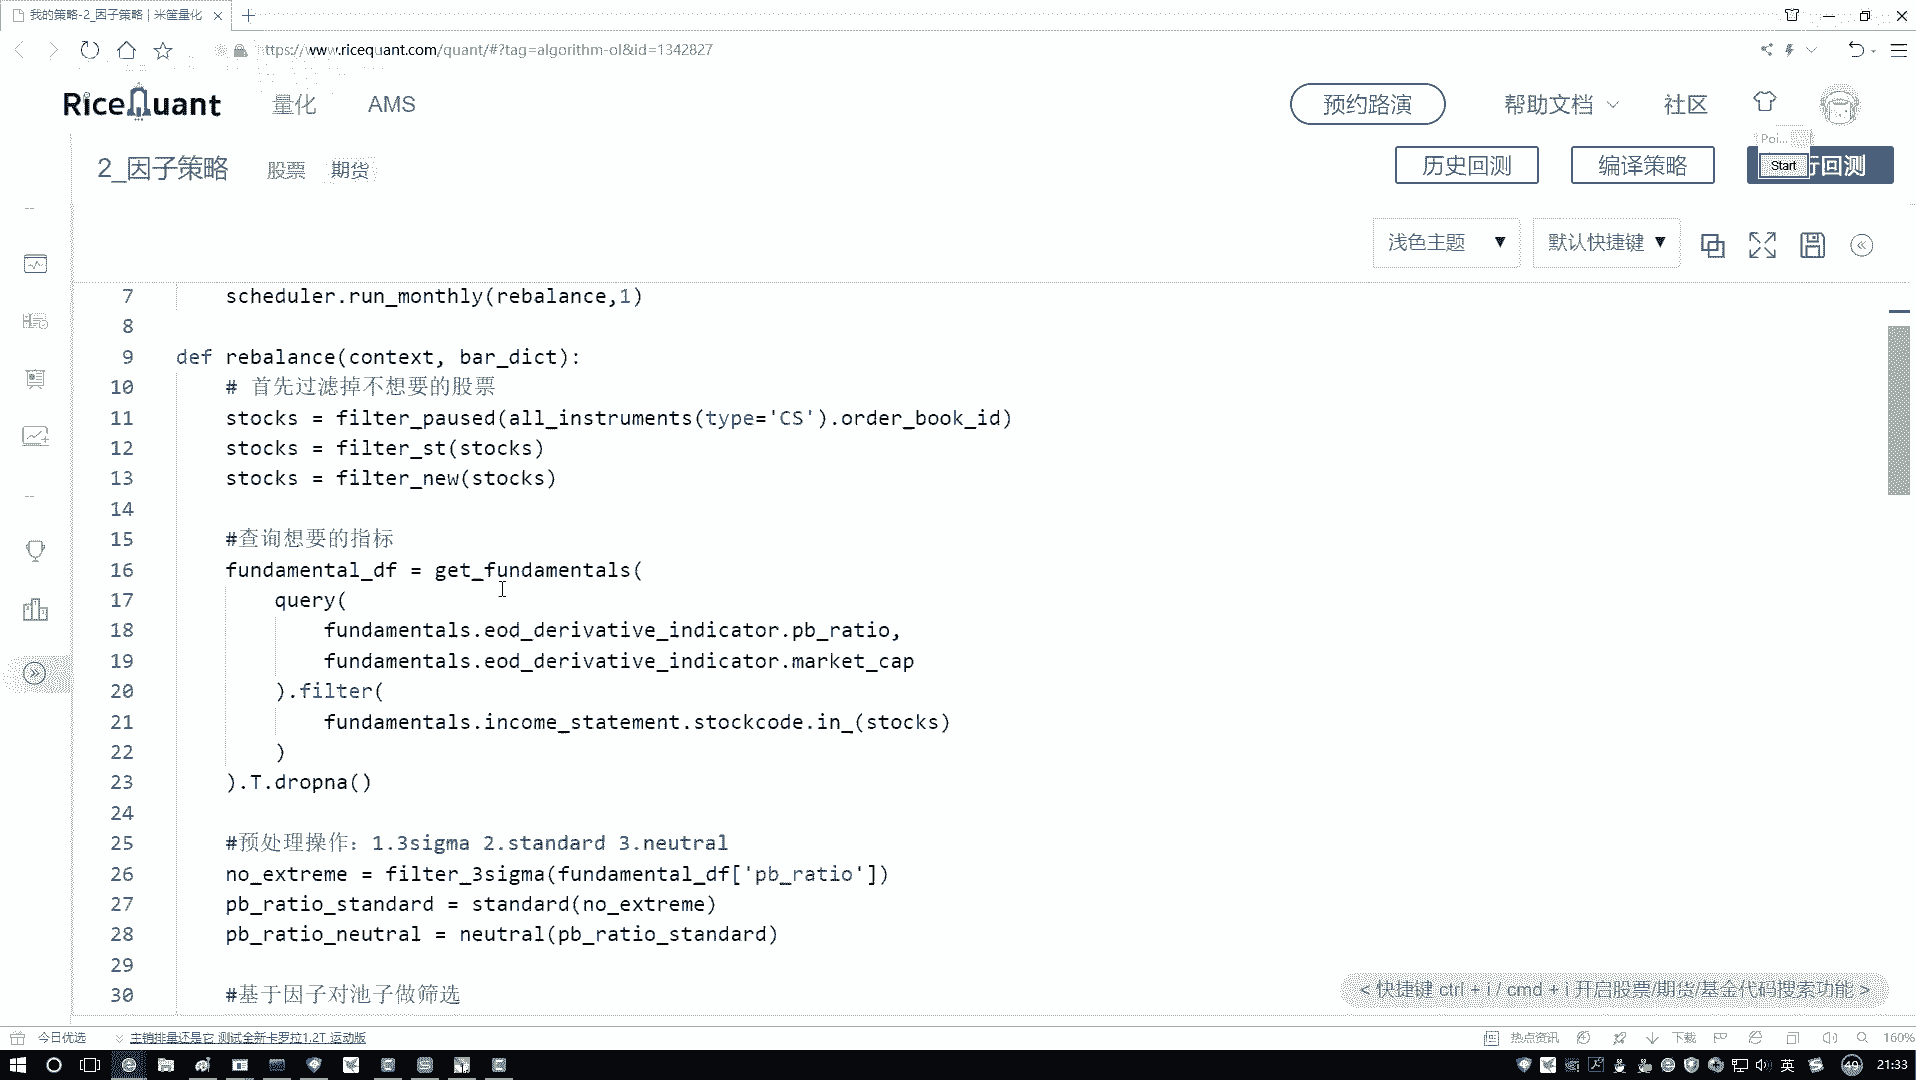 我的策略-2_因子策略 | 米筐量化
https://www.ricequant.com/quant/#?tag=algorithm-ol&id=1342827
RiceQuant
量化
AMS
预约路演
帮助文档
社区
2_因子策略
股票
期货
历史回测
编译策略
Poi...
Start
行回测
浅色主题
默认快捷键
7 scheduler.run_monthly(rebalance,1)
8
9 def rebalance(context, bar_dict):
10 # 首先过滤掉不想要的股票
11 stocks = filter_paused(all_instruments(type='CS').order_book_id)
12 stocks = filter_st(stocks)
13 stocks = filter_new(stocks)
14
15 #查询想要的指标
16 fundamental_df = get_fundamentals(
17 query(
18 fundamentals.eod_derivative_indicator.pb_ratio,
19 fundamentals.eod_derivative_indicator.market_cap
20 ).filter(
21 fundamentals.income_statement.stockcode.in_(stocks)
22 )
23 ).T.dropna()
24
25 #预处理操作：1.3sigma 2.standard 3.neutral
26 no_extreme = filter_3sigma(fundamental_df['pb_ratio'])
27 pb_ratio_standard = standard(no_extreme)
28 pb_ratio_neutral = neutral(pb_ratio_standard)
29
30 #基于因子对池子做筛选
< 快捷键 ctrl + i / cmd + i 开启股票/期货/基金代码搜索功能 >
今日优选
主销排量还是它 测试全新卡罗拉1.2T 运动版
热点资讯
下载
160%
英
49
21:33